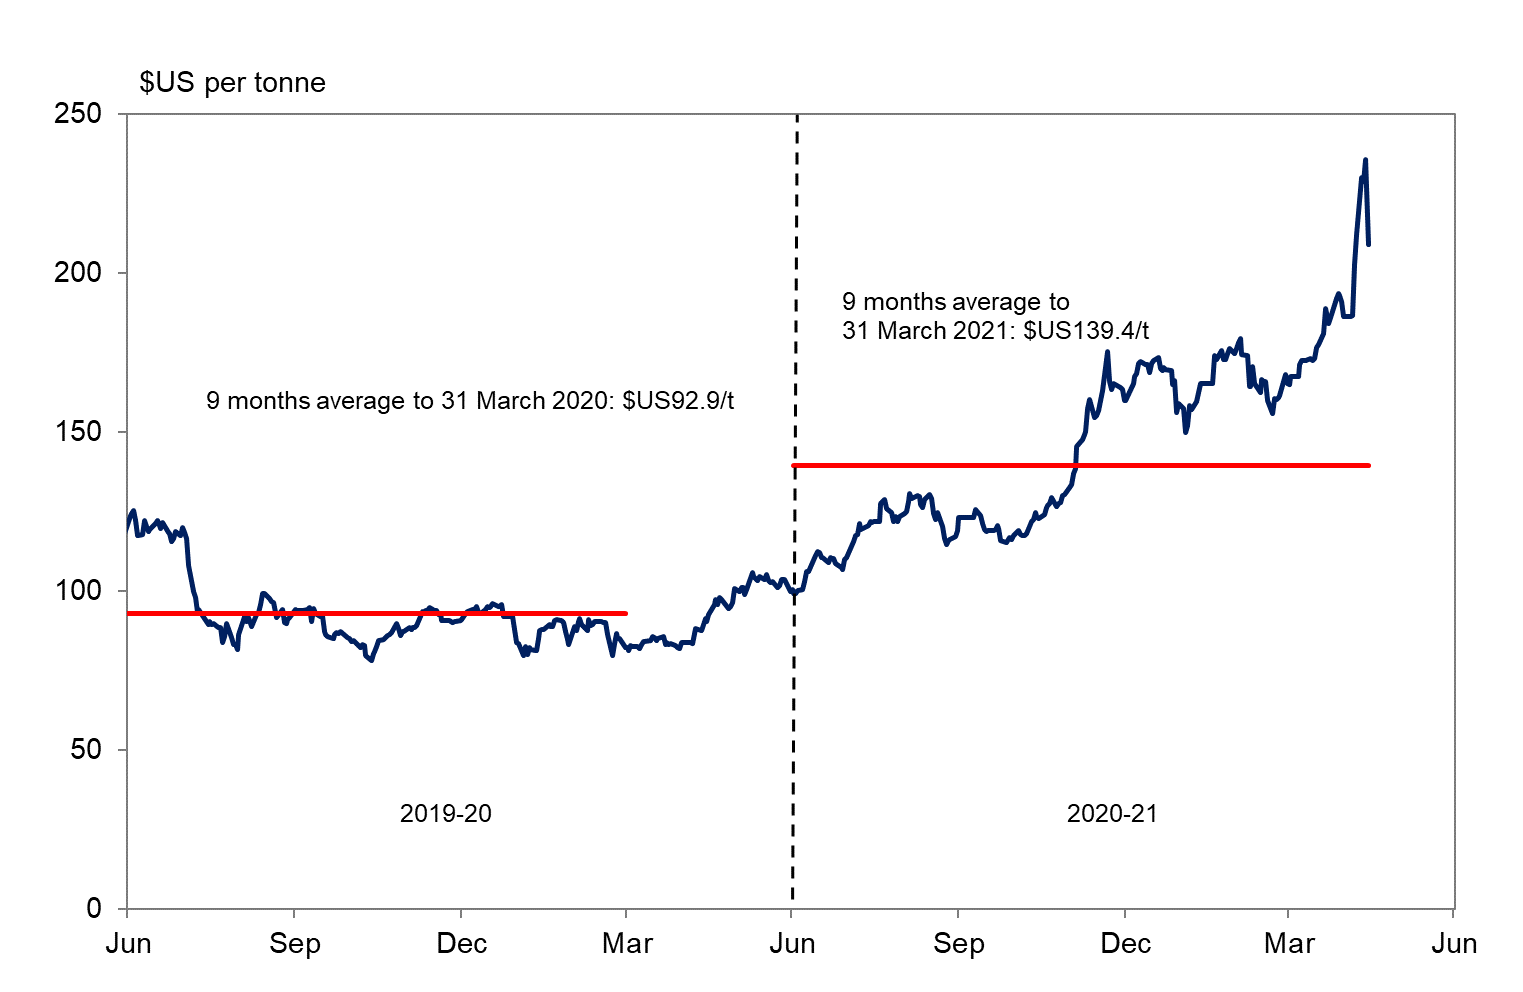 $US per tonne
250
200
9 months average to
31 March 2021: $US139.4/t
9 months average to 31 March 2020: $US92.9/t
150
100
50
2019-20 2020-21
0
Jun Sep Dec Mar Jun Sep Dec Mar Jun